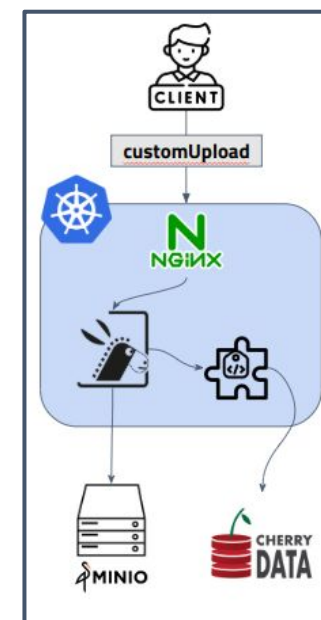 CLIENT
customUpload
NGINX
MINIO
CHERRY
DATA